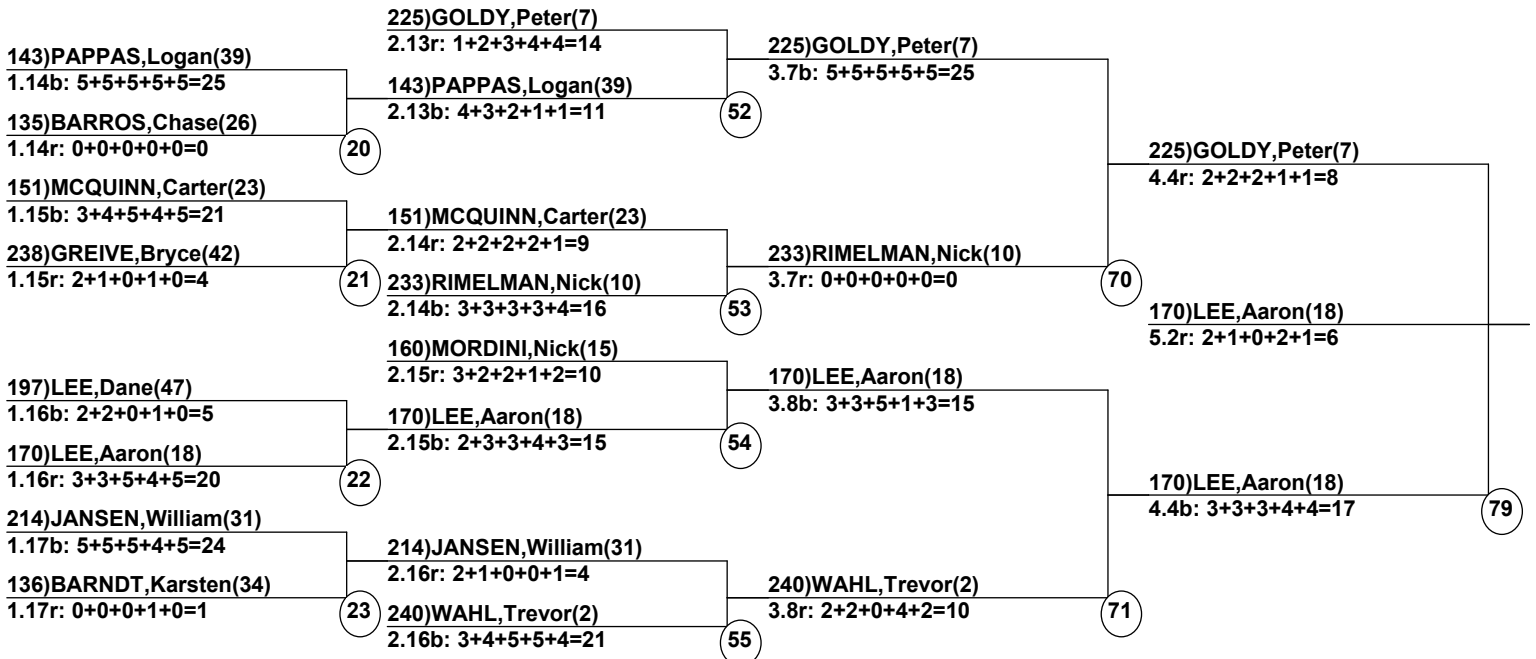 143)PAPPAS,Logan(39)
1.14b: 5+5+5+5+5=25
135)BARROS,Chase(26)
1.14r: 0+0+0+0+0=0
20
151)MCQUINN,Carter(23)
1.15b: 3+4+5+4+5=21
238)GREIVE,Bryce(42)
1.15r: 2+1+0+1+0=4
21
197)LEE,Dane(47)
1.16b: 2+2+0+1+0=5
170)LEE,Aaron(18)
1.16r: 3+3+5+4+5=20
22
214)JANSEN,William(31)
1.17b: 5+5+5+4+5=24
136)BARNDT,Karsten(34)
1.17r: 0+0+0+1+0=1
23
225)GOLDY,Peter(7)
2.13r: 1+2+3+4+4=14
143)PAPPAS,Logan(39)
2.13b: 4+3+2+1+1=11
52
151)MCQUINN,Carter(23)
2.14r: 2+2+2+2+1=9
233)RIMELMAN,Nick(10)
2.14b: 3+3+3+3+4=16
53
160)MORDINI,Nick(15)
2.15r: 3+2+2+1+2=10
170)LEE,Aaron(18)
2.15b: 2+3+3+4+3=15
54
214)JANSEN,William(31)
2.16r: 2+1+0+0+1=4
240)WAHL,Trevor(2)
2.16b: 3+4+5+5+4=21
55
225)GOLDY,Peter(7)
3.7b: 5+5+5+5+5=25
233)RIMELMAN,Nick(10)
3.7r: 0+0+0+0+0=0
70
170)LEE,Aaron(18)
3.8b: 3+3+5+1+3=15
240)WAHL,Trevor(2)
3.8r: 2+2+0+4+2=10
71
225)GOLDY,Peter(7)
4.4r: 2+2+2+1+1=8
170)LEE,Aaron(18)
4.4b: 3+3+3+4+4=17
79
170)LEE,Aaron(18)
5.2r: 2+1+0+2+1=6